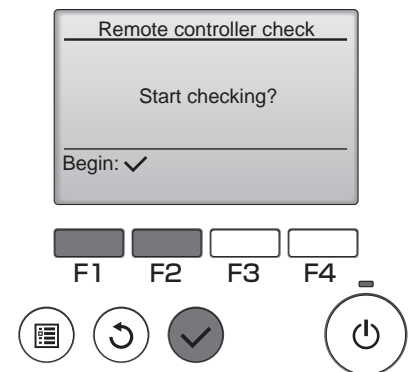 Remote controller check
Start checking?
Begin: ✓
F1 F2 F3 F4